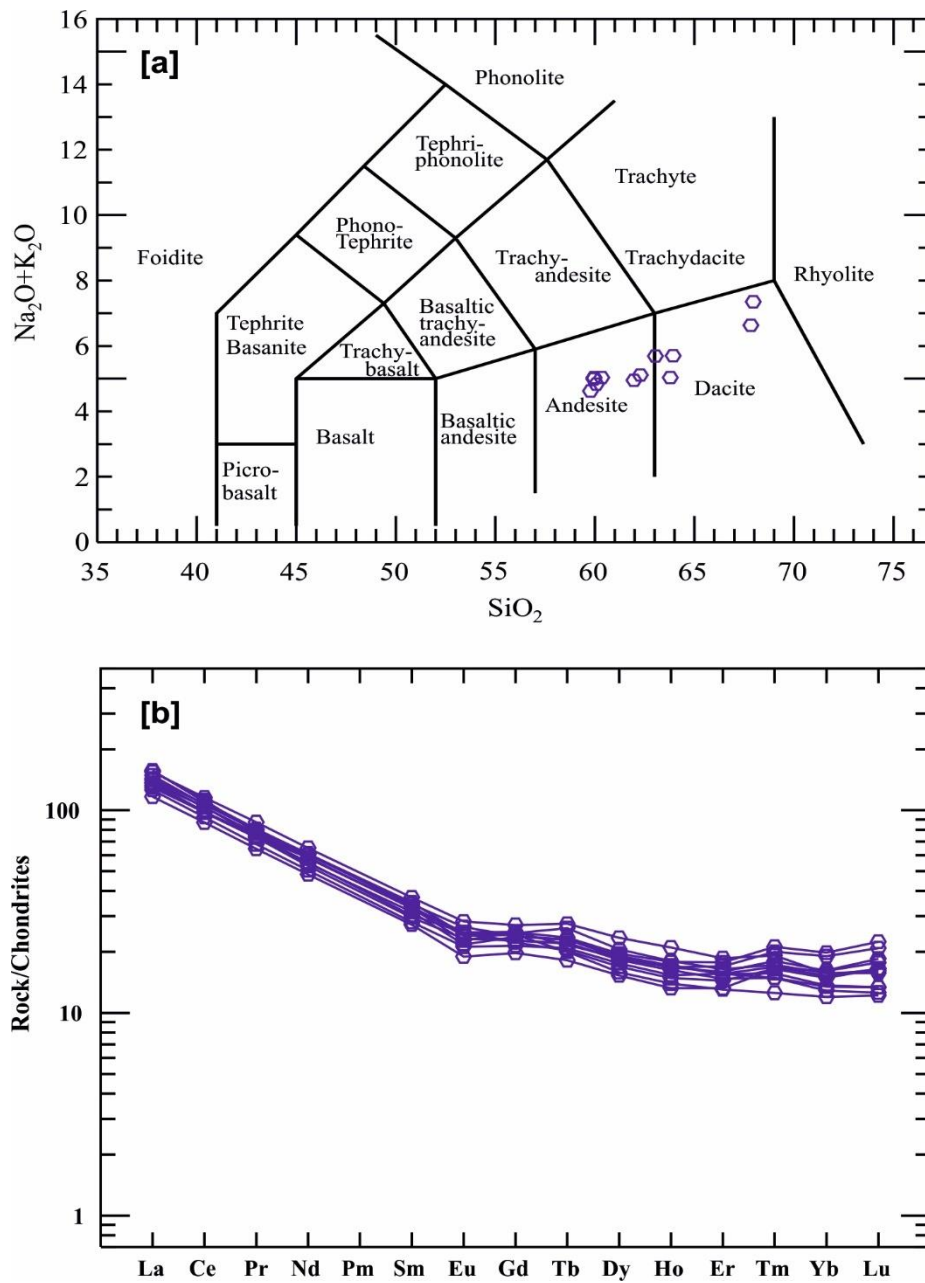 [a]
16
14
12
10
8
6
4
2
0
Na₂O+K₂O
Phonolite
Tephri-
phonolite
Trachyte
Phono-
Tephrite
Foidite
Trachy-
andesite
Trachydacite
Rhyolite
Basaltic
trachy-
andesite
Tephrite
Basanite
Trachy-
basalt
Andesite
Dacite
Basalt
Basaltic
andesite
Picro-
basalt
35 40 45 50 55 60 65 70 75
SiO₂
[b]
100
10
1
Rock/Chondrites
La Ce Pr Nd Pm Sm Eu Gd Tb Dy Ho Er Tm Yb Lu